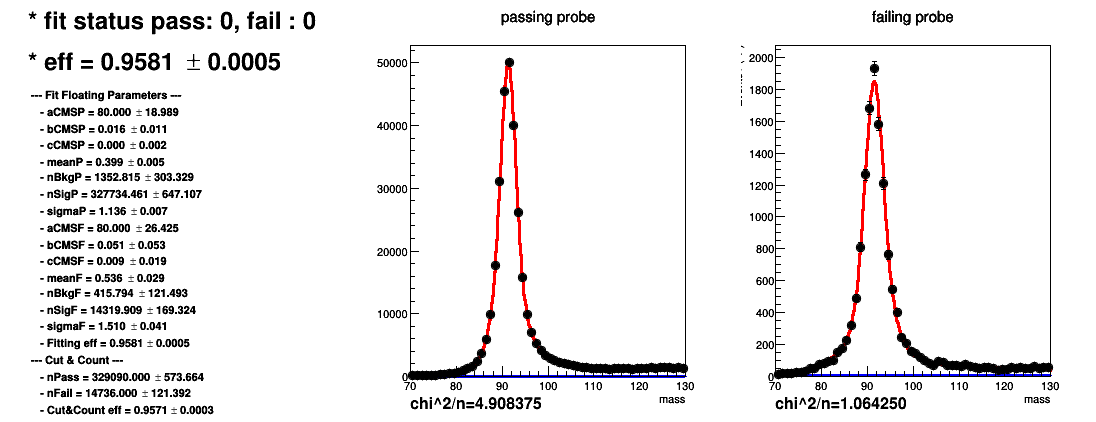 * fit status pass: 0, fail : 0
* eff = 0.9581 ± 0.0005
--- Fit Floating Parameters ---
- aCMSP = 80.000 ± 18.989
- bCMSP = 0.016 ± 0.011
- cCMSP = 0.000 ± 0.002
- meanP = 0.399 ± 0.005
- nBkgP = 1352.815 ± 303.329
- nSigP = 327734.461 ± 647.107
- sigmaP = 1.136 ± 0.007
- aCMSF = 80.000 ± 26.425
- bCMSF = 0.051 ± 0.053
- cCMSF = 0.009 ± 0.019
- meanF = 0.536 ± 0.029
- nBkgF = 415.794 ± 121.493
- nSigF = 14319.909 ± 169.324
- sigmaF = 1.510 ± 0.041
- Fitting eff = 0.9581 ± 0.0005
--- Cut & Count ---
- nPass = 329090.000 ± 573.664
- nFail = 14736.000 ± 121.392
- Cut&Count eff = 0.9571 ± 0.0003
passing probe
50000
40000
30000
20000
10000
0
70 80 90 100 110 120 130
mass
chi^2/n=4.908375
failing probe
2000
1800
1600
1400
1200
1000
800
600
400
200
0
70 80 90 100 110 120 130
mass
chi^2/n=1.064250